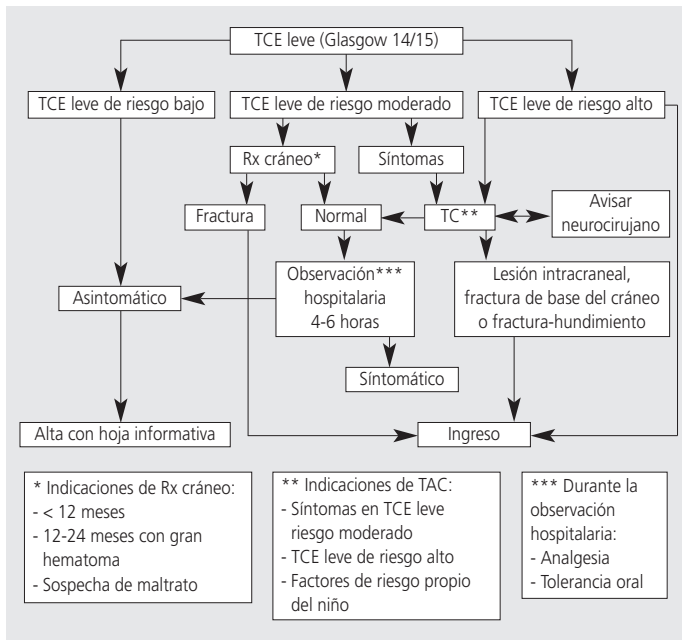 TCE leve (Glasgow 14/15)
TCE leve de riesgo bajo
TCE leve de riesgo moderado
TCE leve de riesgo alto
Rx cráneo*
Síntomas
Fractura
Normal
TC**
Avisar
neurocirujano
Asintomático
Observación***
hospitalaria
4-6 horas
Lesión intracraneal,
fractura de base del cráneo
o fractura-hundimiento
Síntomático
Alta con hoja informativa
Ingreso
* Indicaciones de Rx cráneo:
- < 12 meses
- 12-24 meses con gran
hematoma
- Sospecha de maltrato
** Indicaciones de TAC:
- Síntomas en TCE leve
riesgo moderado
- TCE leve de riesgo alto
- Factores de riesgo propio
del niño
*** Durante la
observación
hospitalaria:
- Analgesia
- Tolerancia oral